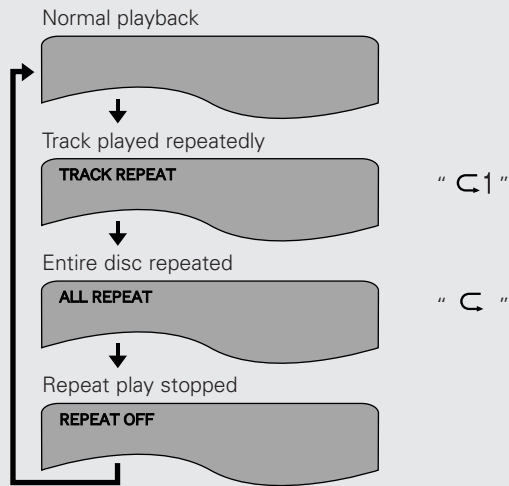 Normal playback
Track played repeatedly
TRACK REPEAT
" ⊂1 "
Entire disc repeated
ALL REPEAT
" ⊂ "
Repeat play stopped
REPEAT OFF